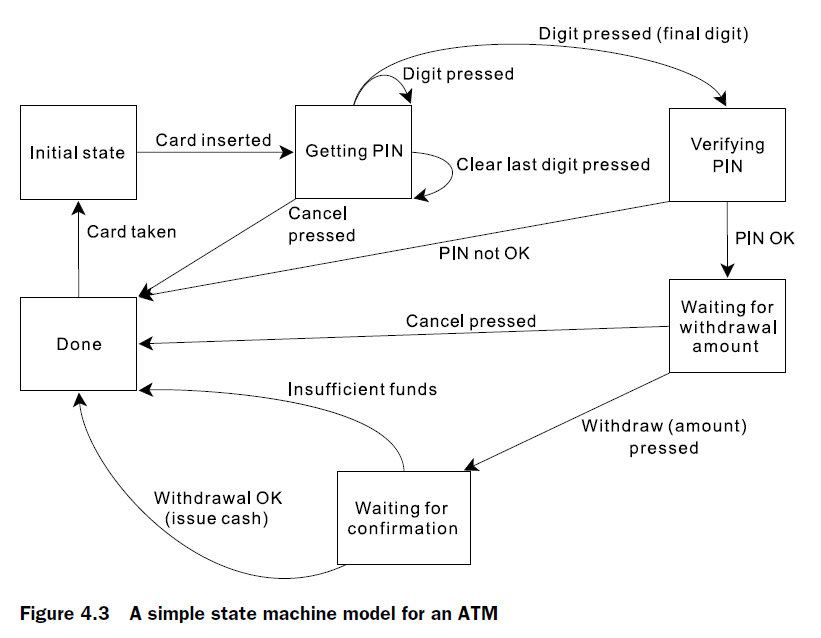 Digit pressed (final digit)
Digit pressed
Initial state
Card inserted
Getting PIN
Clear last digit pressed
Verifying
PIN
Cancel
pressed
Card taken
PIN not OK
PIN OK
Done
Cancel pressed
Waiting for
withdrawal
amount
Insufficient funds
Withdraw (amount)
pressed
Withdrawal OK
(issue cash)
Waiting for
confirmation
Figure 4.3 A simple state machine model for an ATM